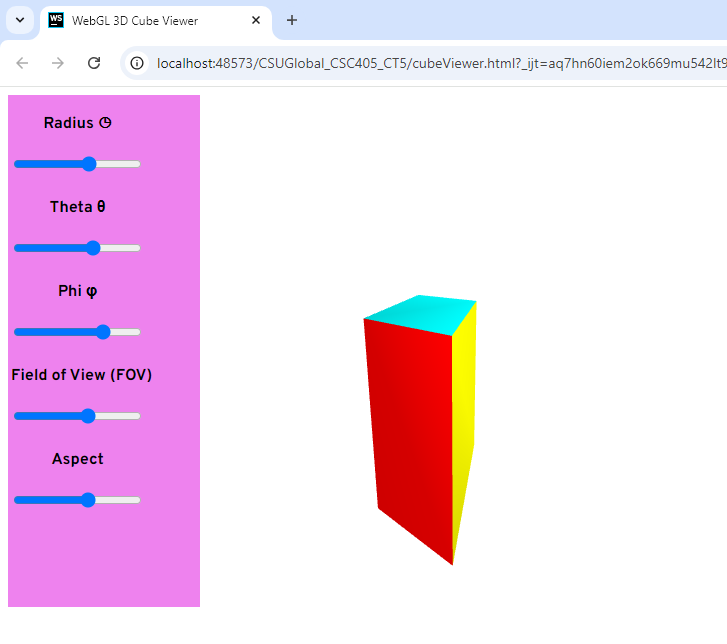 WS
WebGL 3D Cube Viewer
localhost:48573/CSUGlobal_CSC405_CT5/cubeViewer.html?_ijt=aq7hn60iem2ok669mu542lt9
Radius ◷
Theta θ
Phi φ
Field of View (FOV)
Aspect